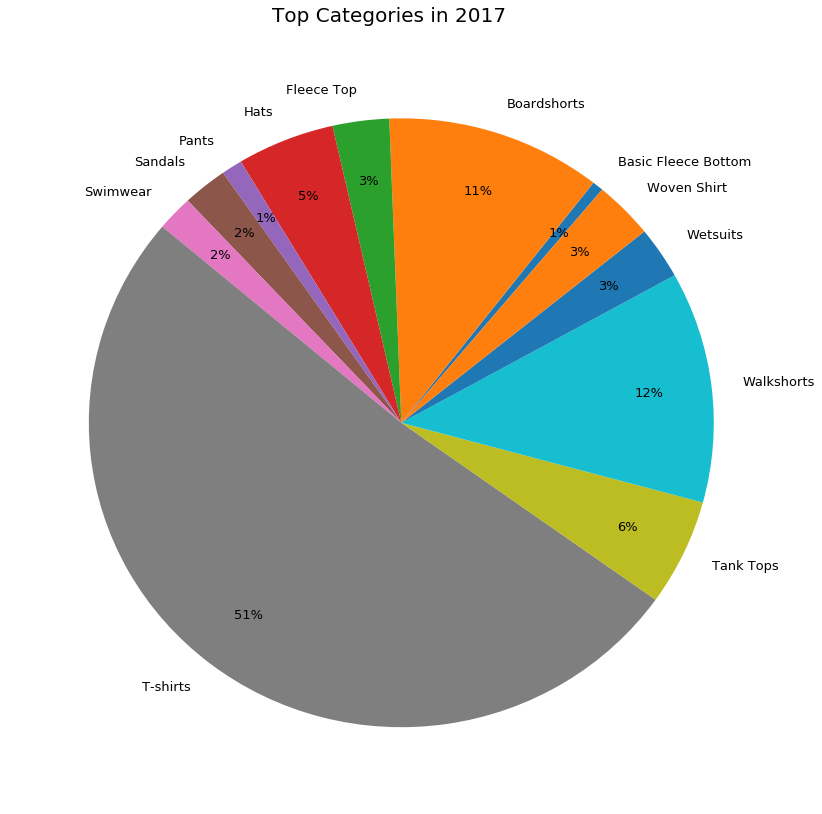 Top Categories in 2017
Fleece Top
Boardshorts
Hats
Pants
Sandals
Swimwear
Basic Fleece Bottom
Woven Shirt
Wetsuits
Walkshorts
Tank Tops
T-shirts
3%
11%
5%
1%
2%
2%
1%
3%
3%
12%
6%
51%